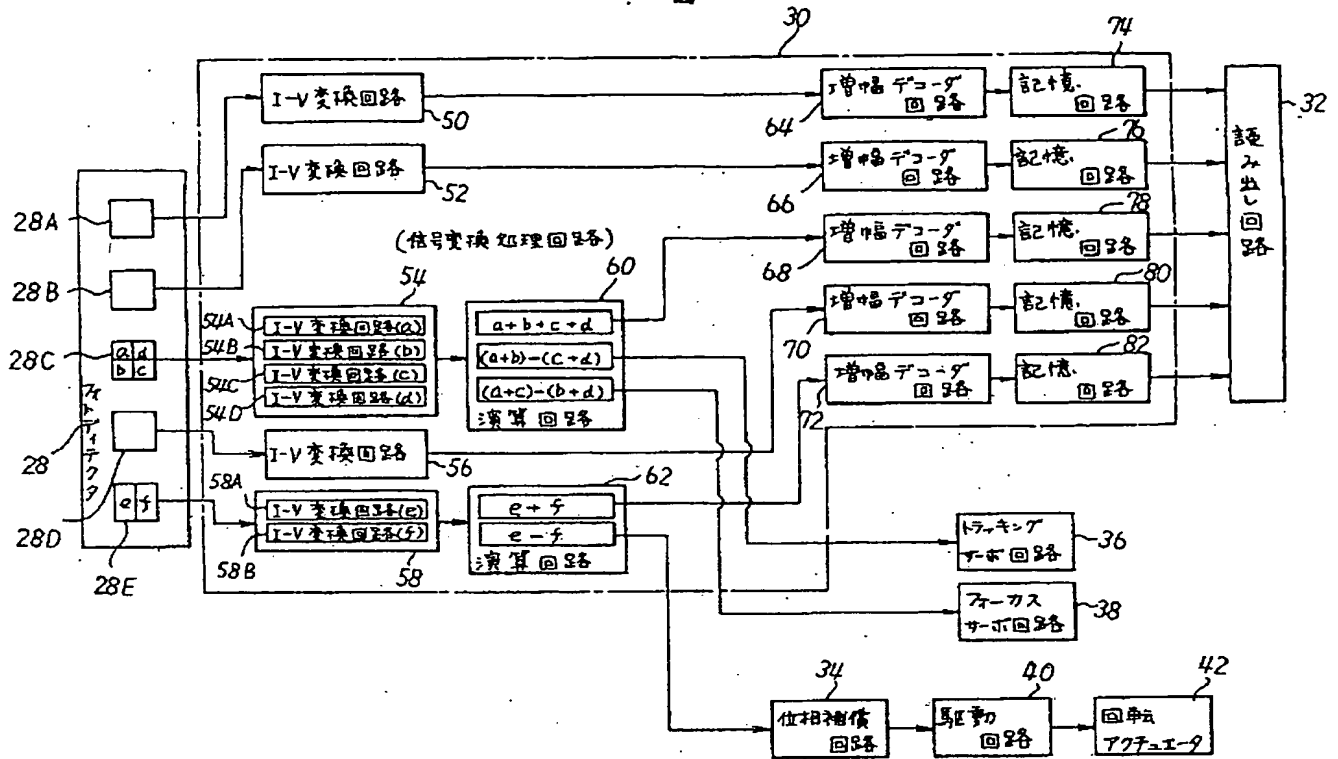 図
30
74
I-V変換回路
50
増幅デコーダ
回路
64
記憶
回路
32
読み出し回路
I-V変換回路
52
増幅デコーダ
回路
66
76
記憶
回路
28A
28B
(信号変換処理回路)
増幅デコーダ
回路
68
78
記憶
回路
54
60
54A
I-V変換回路(a)
54B
I-V変換回路(b)
54C
I-V変換回路(c)
54D
I-V変換回路(d)
a+b+c+d
(a+b)-(c+d)
(a+c)-(b+d)
演算回路
28C
a d
b c
増幅デコーダ
回路
70
80
記憶
回路
増幅デコーダ
回路
72
82
記憶
回路
28
フォトディテクタ
28D
I-V変換回路
56
e f
28E
58A
I-V変換回路(e)
58B
I-V変換回路(f)
58
62
e+f
e-f
演算回路
トラッキング
サーボ回路
36
フォーカス
サーボ回路
38
34
位相補償
回路
40
駆動
回路
42
回転
アクチュエータ